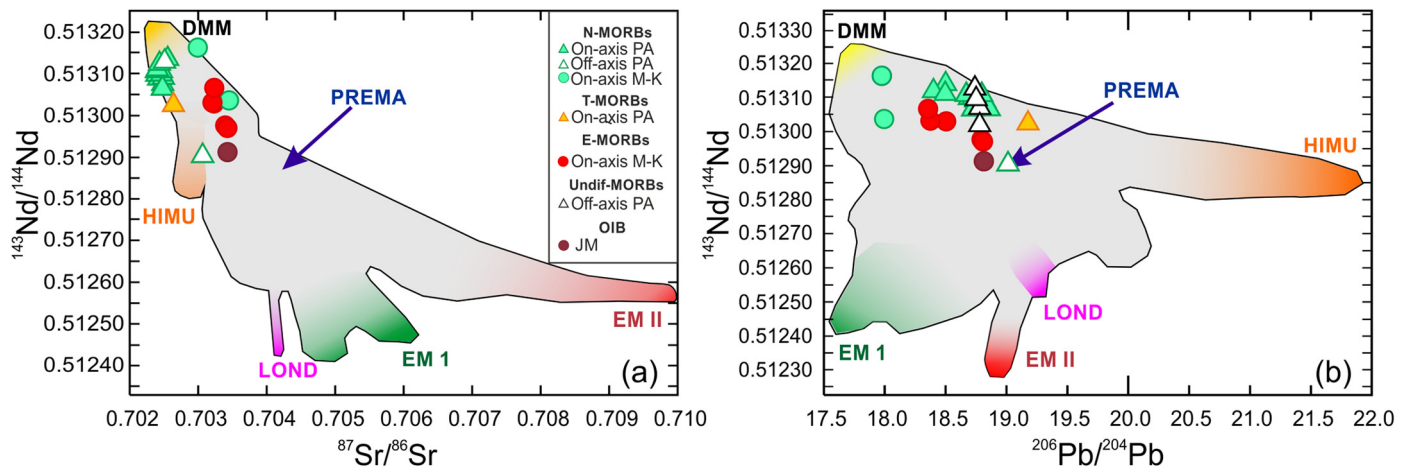 DMM
PREMA
HIMU
LOND
EM 1
EM II
(a)
0.51320
0.51310
0.51300
0.51290
0.51280
0.51270
0.51260
0.51250
0.51240
¹⁴³Nd/¹⁴⁴Nd
0.702
0.703
0.704
0.705
0.706
0.707
0.708
0.709
0.710
⁸⁷Sr/⁸⁶Sr
N-MORBs
On-axis PA
Off-axis PA
On-axis M-K
T-MORBs
On-axis PA
E-MORBs
On-axis M-K
Undif-MORBs
Off-axis PA
OIB
JM
DMM
PREMA
HIMU
LOND
EM 1
EM II
(b)
0.51330
0.51320
0.51310
0.51300
0.51290
0.51280
0.51270
0.51260
0.51250
0.51240
0.51230
¹⁴³Nd/¹⁴⁴Nd
17.5
18.0
18.5
19.0
19.5
20.0
20.5
21.0
21.5
22.0
²⁰⁶Pb/²⁰⁴Pb